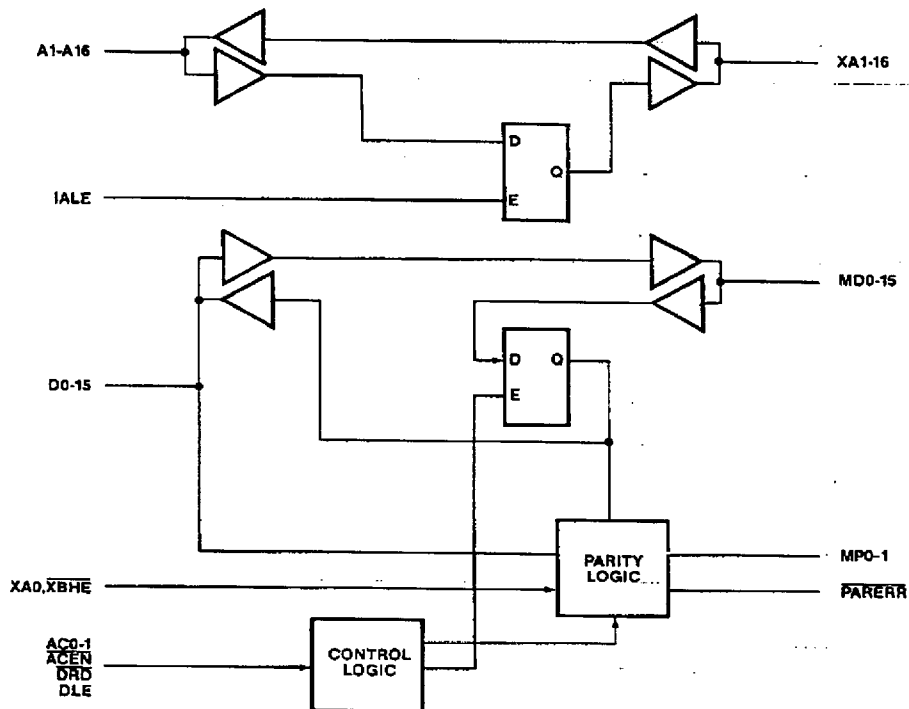 A1-A16
XA1-16
D
Q
IALE
E
MD0-15
D Q
D0-15
E
PARITY
LOGIC
MP0-1
XA0,XBHE
PARERR
AC0-1
ACEN
DRD
DLE
CONTROL
LOGIC